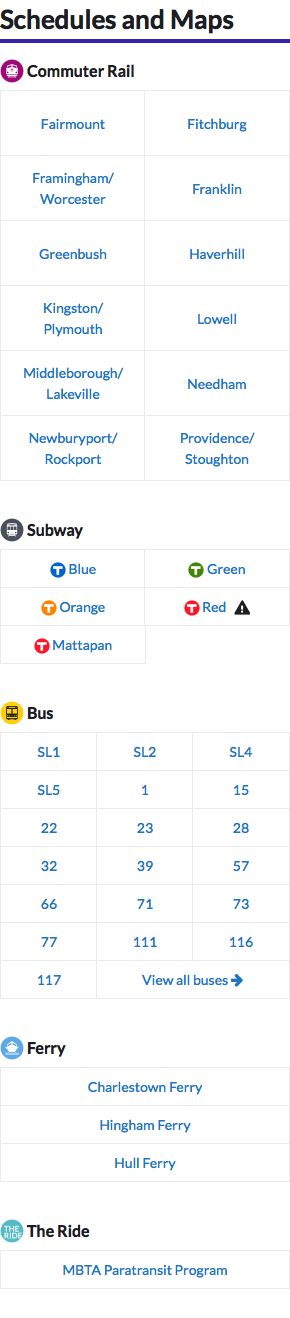 Schedules and Maps
Commuter Rail
Fairmount
Fitchburg
Framingham/
Worcester
Franklin
Greenbush
Haverhill
Kingston/
Plymouth
Lowell
Middleborough/
Lakeville
Needham
Newburyport/
Rockport
Providence/
Stoughton
Subway
T Blue
T Green
T Orange
T Red
T Mattapan
Bus
SL1
SL2
SL4
SL5
1
15
22
23
28
32
39
57
66
71
73
77
111
116
117
View all buses
Ferry
Charlestown Ferry
Hingham Ferry
Hull Ferry
THE
RIDE
The Ride
MBTA Paratransit Program